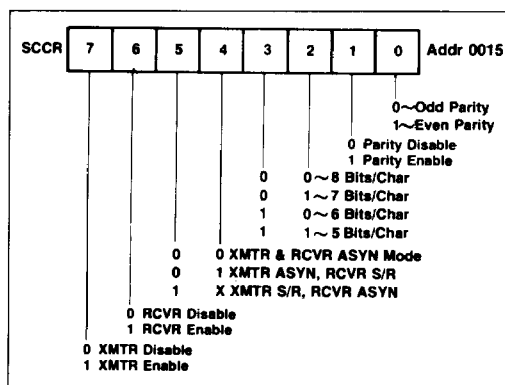 SCCR 7 6 5 4 3 2 1 0 Addr 0015
0~Odd Parity
1~Even Parity
0 Parity Disable
1 Parity Enable
0 0~8 Bits/Char
0 1~7 Bits/Char
1 0~6 Bits/Char
1 1~5 Bits/Char
0 0 XMTR & RCVR ASYN Mode
0 1 XMTR ASYN, RCVR S/R
1 X XMTR S/R, RCVR ASYN
0 RCVR Disable
1 RCVR Enable
0 XMTR Disable
1 XMTR Enable